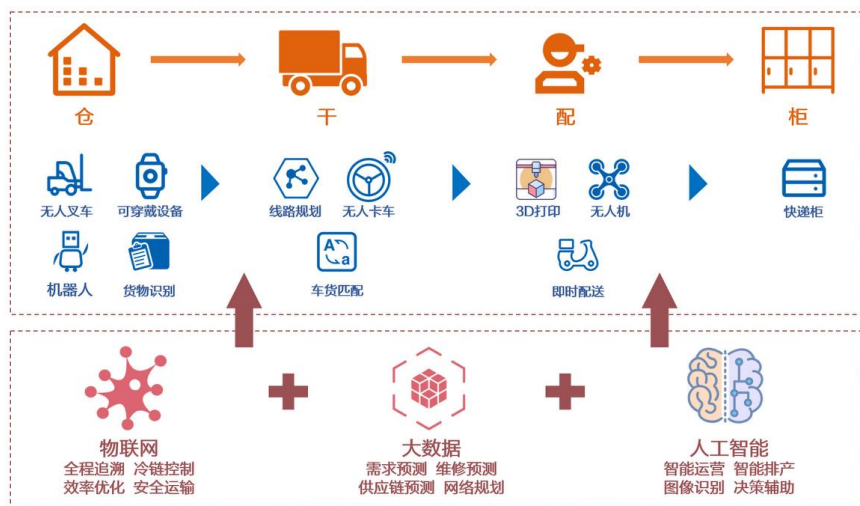 仓 干 配 柜
无人叉车 可穿戴设备 线路规划 无人卡车 3D打印 无人机 快递柜
A a
机器人 货物识别 车货匹配 即时配送
物联网 大数据 人工智能
全程追溯 冷链控制 需求预测 维修预测 智能运营 智能排产
效率优化 安全运输 供应链预测 网络规划 图像识别 决策辅助